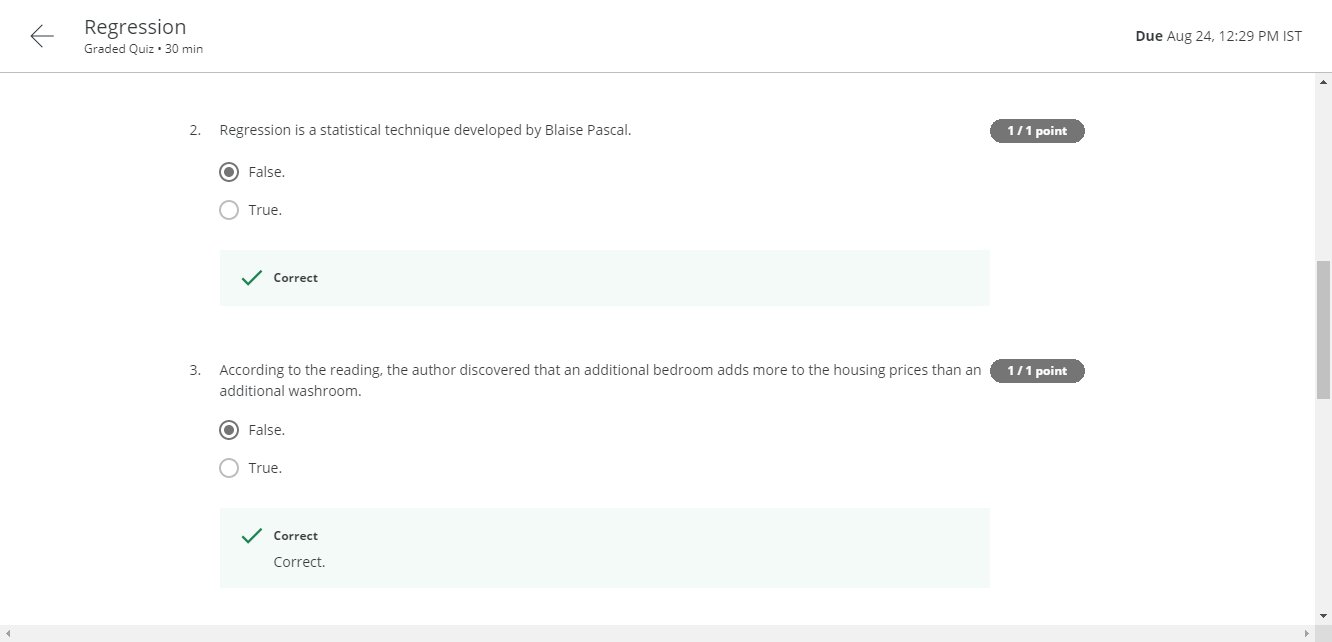 Regression
Graded Quiz • 30 min
Due Aug 24, 12:29 PM IST
2. Regression is a statistical technique developed by Blaise Pascal.
1 / 1 point
False.
True.
Correct
3. According to the reading, the author discovered that an additional bedroom adds more to the housing prices than an
additional washroom.
1 / 1 point
False.
True.
Correct
Correct.